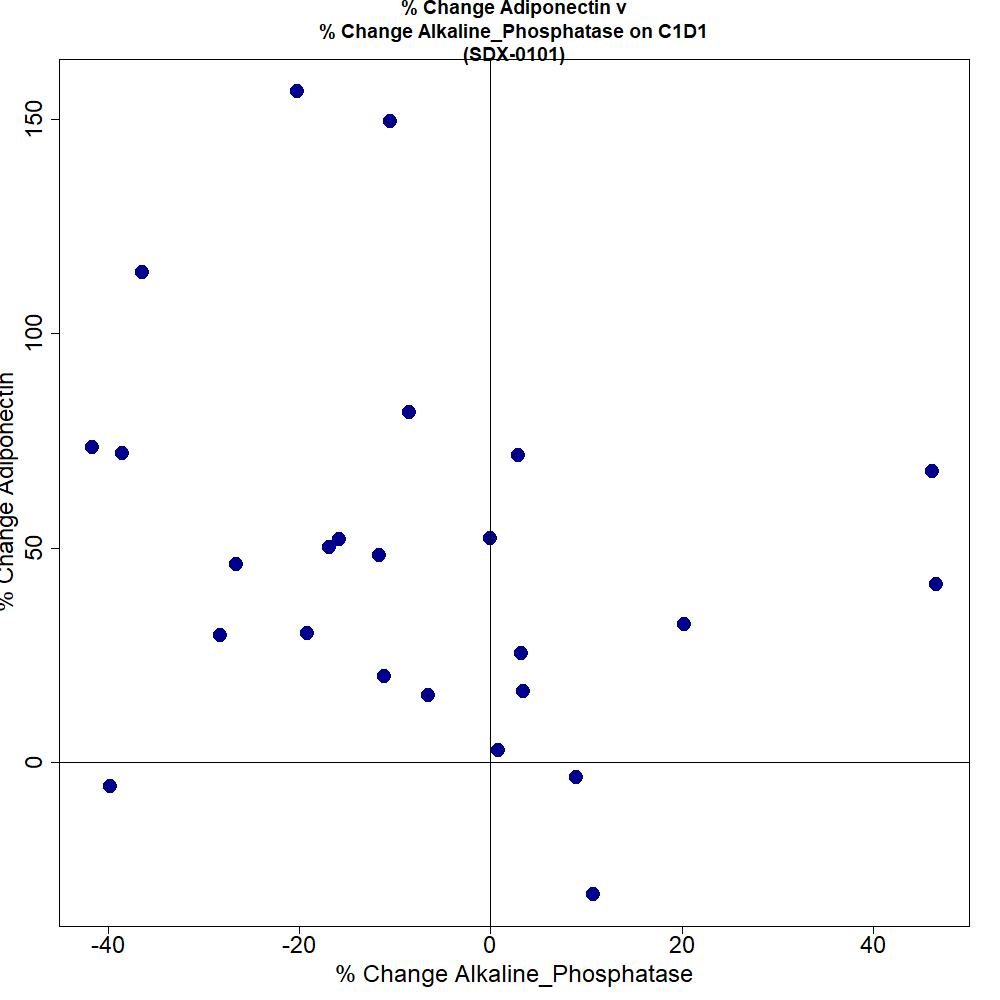 % Change Adiponectin v
% Change Alkaline_Phosphatase on C1D1
(SDX-0101)
% Change Adiponectin
150
100
50
0
-40
-20
0
20
40
% Change Alkaline_Phosphatase